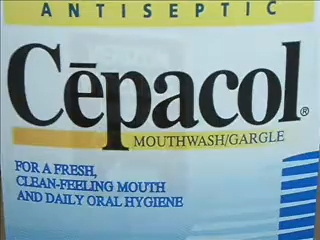 ANTISEPTIC
Cēpacol®
MOUTHWASH/GARGLE
FOR A FRESH,
CLEAN-FEELING MOUTH
AND DAILY ORAL HYGIENE